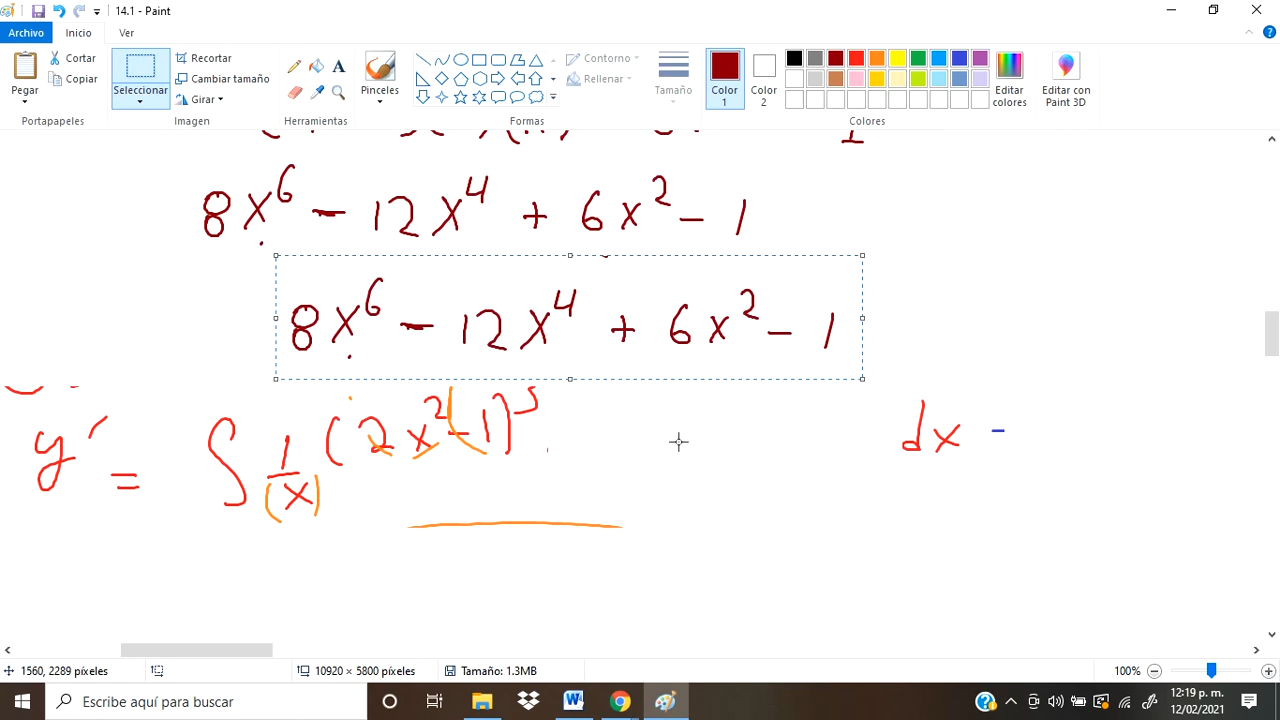 14.1 - Paint
Archivo Inicio Ver
Pegar Cortar Copiar
Seleccionar Recortar Cambiar tamaño Girar
Pinceles
Contorno Rellenar
Tamaño
Color 1 Color 2
Editar colores
Editar con Paint 3D
Portapapeles Imagen Herramientas Formas Colores
8x⁶ - 12x⁴ + 6x² - 1
8x⁶ - 12x⁴ + 6x² - 1
y' = ∫ 1/(x) (2x² - 1)³ dx -
1560, 2289 píxeles 10920 × 5800 píxeles Tamaño: 1.3MB 100%
Escribe aquí para buscar
12:19 p. m.
12/02/2021